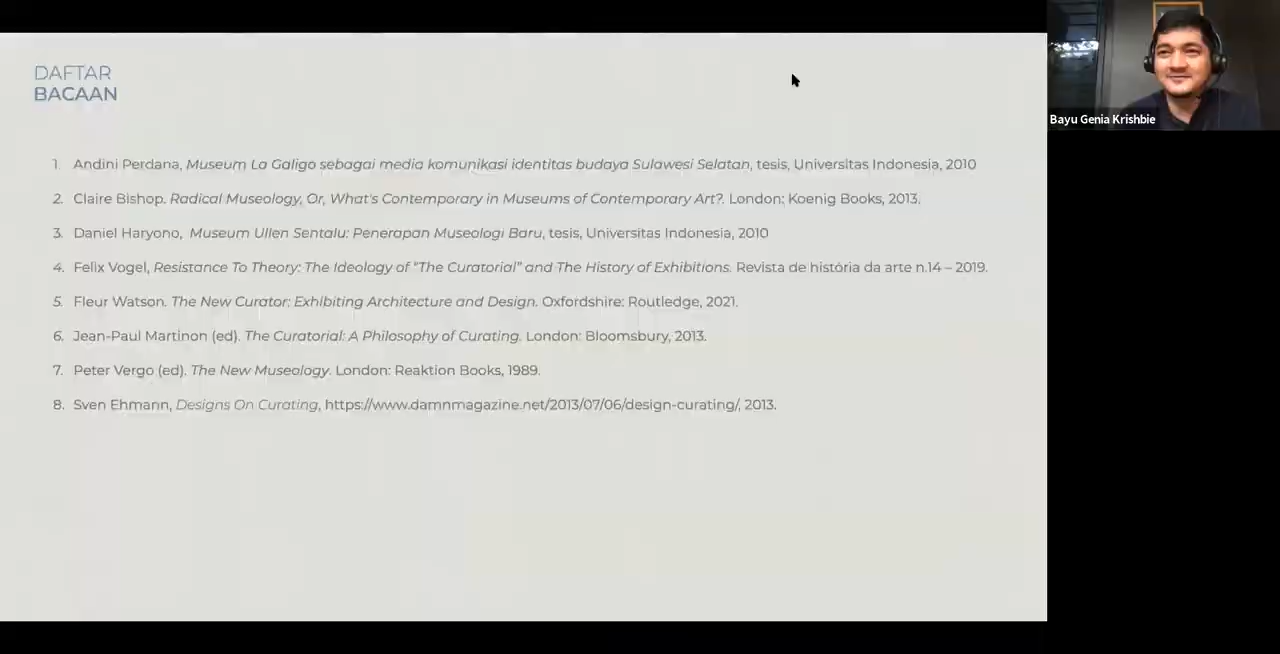 DAFTAR
BACAAN
1. Andini Perdana, Museum La Galigo sebagai media komunikasi identitas budaya Sulawesi Selatan, tesis, Universitas Indonesia, 2010
2. Claire Bishop. Radical Museology, Or, What's Contemporary in Museums of Contemporary Art?. London: Koenig Books, 2013.
3. Daniel Haryono, Museum Ullen Sentalu: Penerapan Museologi Baru, tesis, Universitas Indonesia, 2010
4. Felix Vogel, Resistance To Theory: The Ideology of "The Curatorial" and The History of Exhibitions. Revista de história da arte n.14 – 2019.
5. Fleur Watson. The New Curator: Exhibiting Architecture and Design. Oxfordshire: Routledge, 2021.
6. Jean-Paul Martinon (ed). The Curatorial: A Philosophy of Curating. London: Bloomsbury, 2013.
7. Peter Vergo (ed). The New Museology. London: Reaktion Books, 1989.
8. Sven Ehmann, Designs On Curating, https://www.damnmagazine.net/2013/07/06/design-curating/, 2013.
Bayu Genia Krishbie